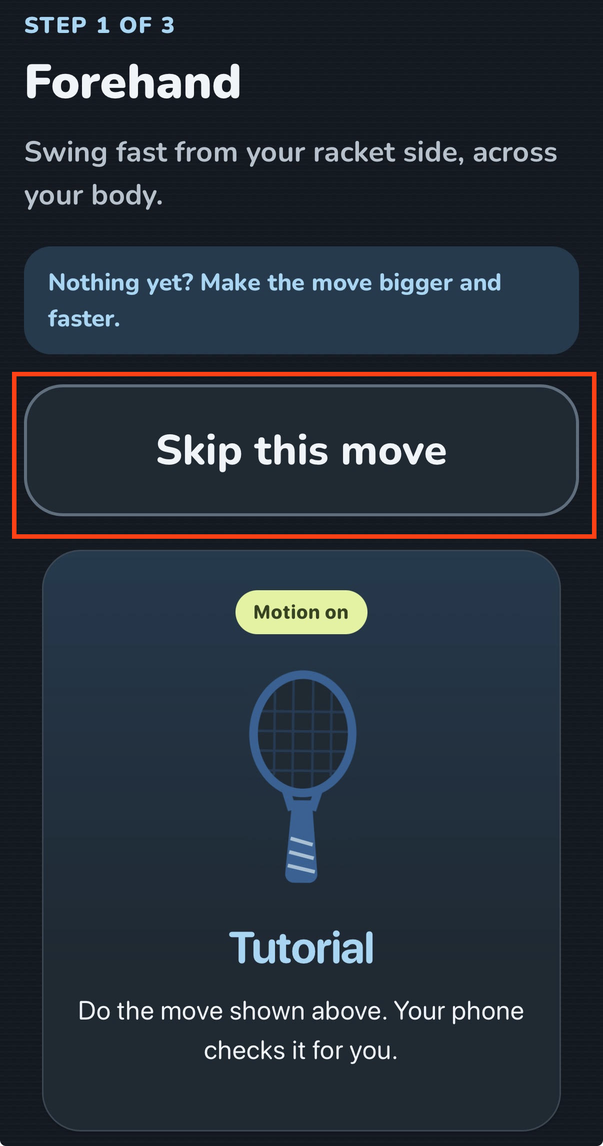 STEP 1 OF 3
Forehand
Swing fast from your racket side, across
your body.
Nothing yet? Make the move bigger and
faster.
Skip this move
Motion on
Tutorial
Do the move shown above. Your phone
checks it for you.